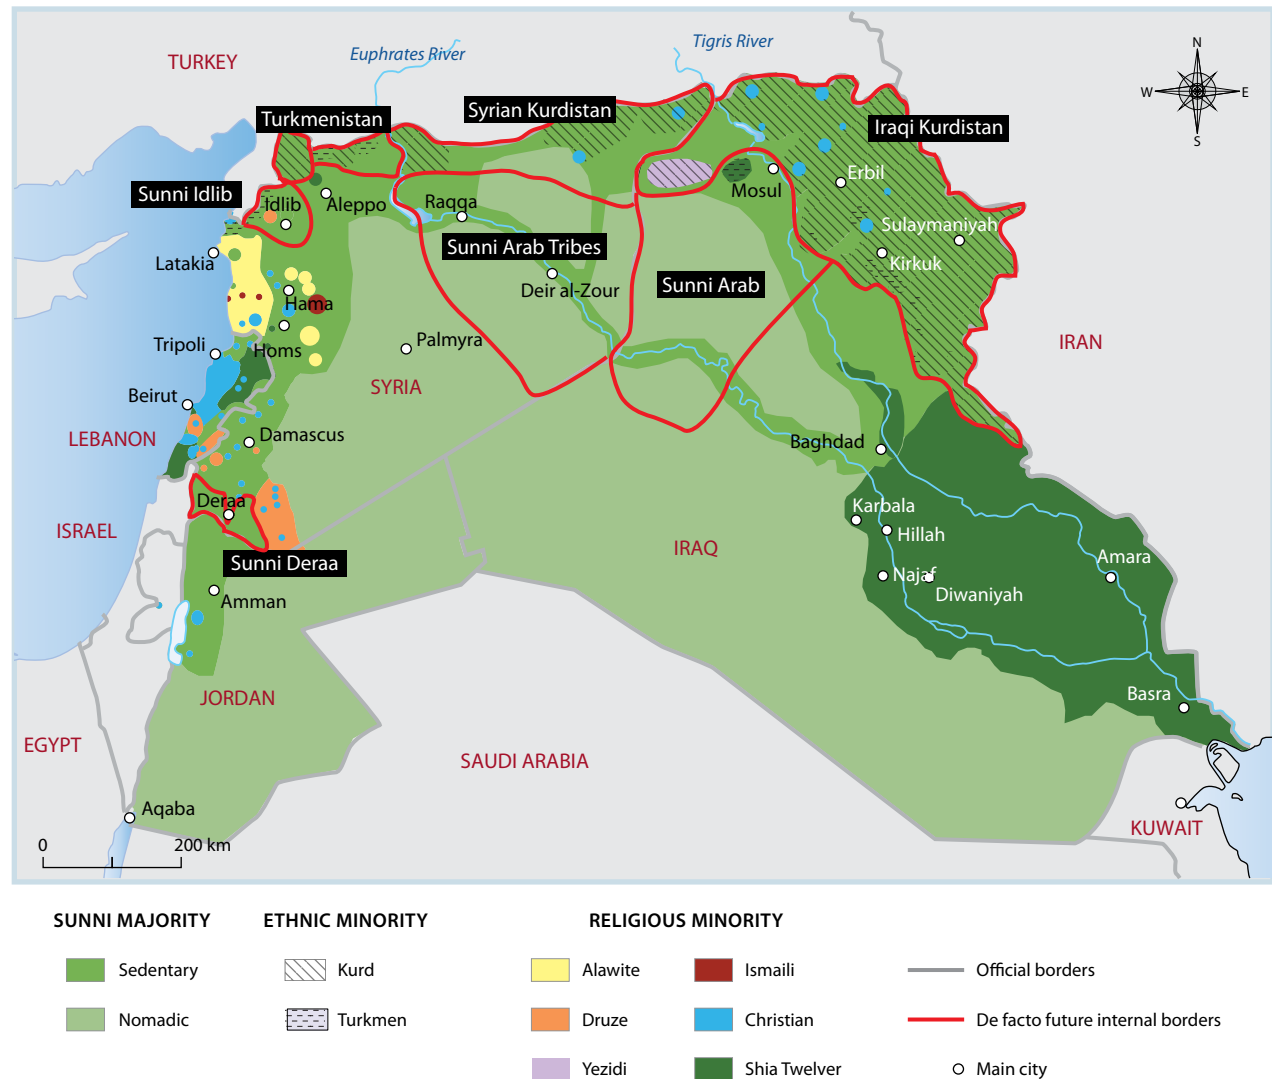 Euphrates River
Tigris River
TURKEY
N
W
E
S
Turkmenistan
Syrian Kurdistan
Iraqi Kurdistan
Sunni Idlib
Idlib
Aleppo
Raqqa
Mosul
Erbil
Sulaymaniyah
Latakia
Sunni Arab Tribes
Kirkuk
Deir al-Zour
Sunni Arab
Hama
Tripoli
Homs
Palmyra
IRAN
Beirut
SYRIA
LEBANON
Damascus
Baghdad
Deraa
Karbala
ISRAEL
Hillah
IRAQ
Amara
Sunni Deraa
Najaf
Amman
Diwaniyah
JORDAN
Basra
EGYPT
SAUDI ARABIA
Aqaba
KUWAIT
0 200 km
SUNNI MAJORITY ETHNIC MINORITY RELIGIOUS MINORITY
Sedentary Kurd Alawite Ismaili Official borders
Nomadic Turkmen Druze Christian De facto future internal borders
Yezidi Shia Twelver Main city